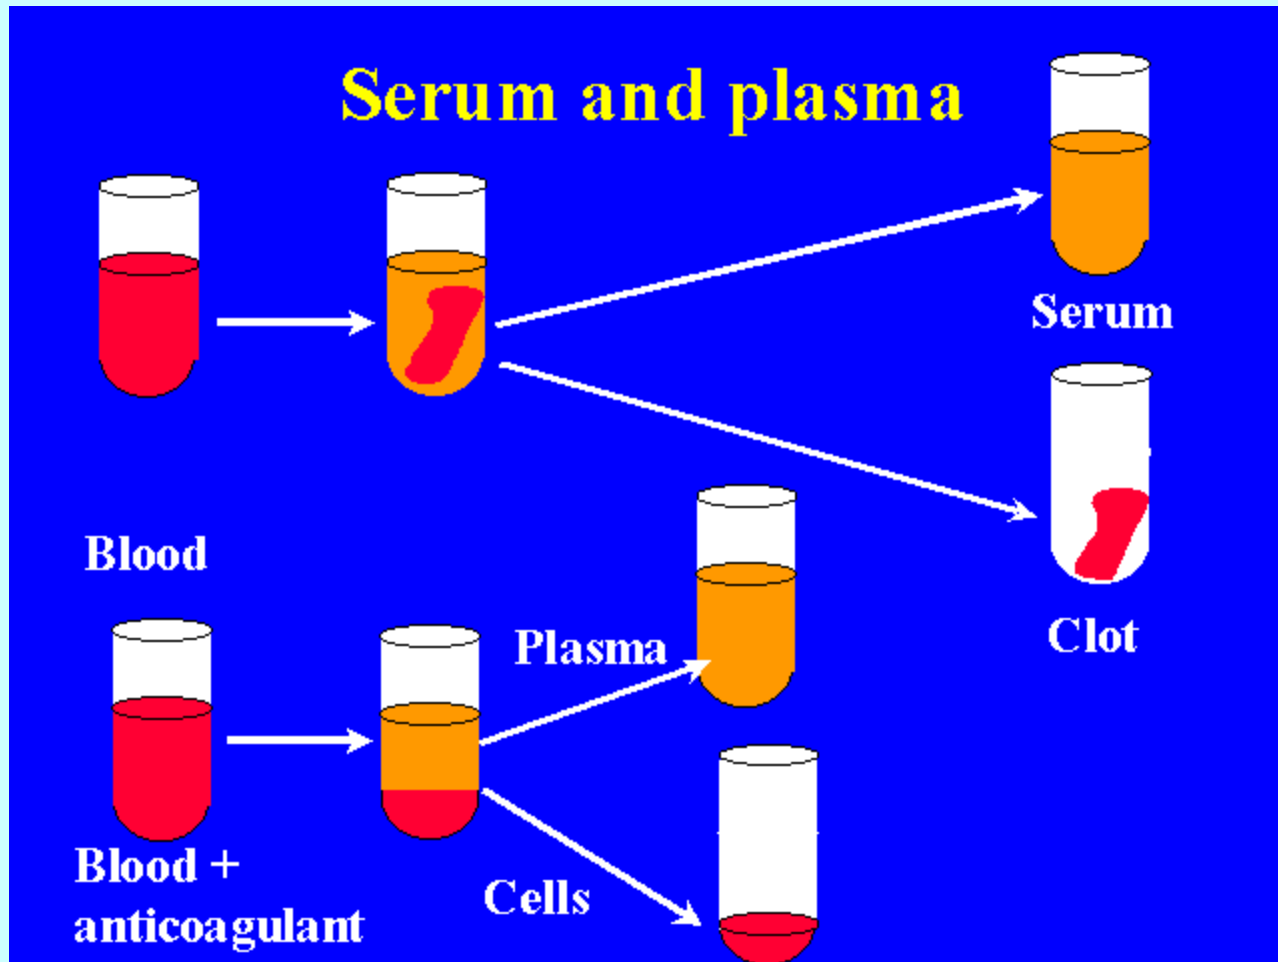 Serum and plasma
Serum
Blood
Clot
Plasma
Blood +
anticoagulant
Cells